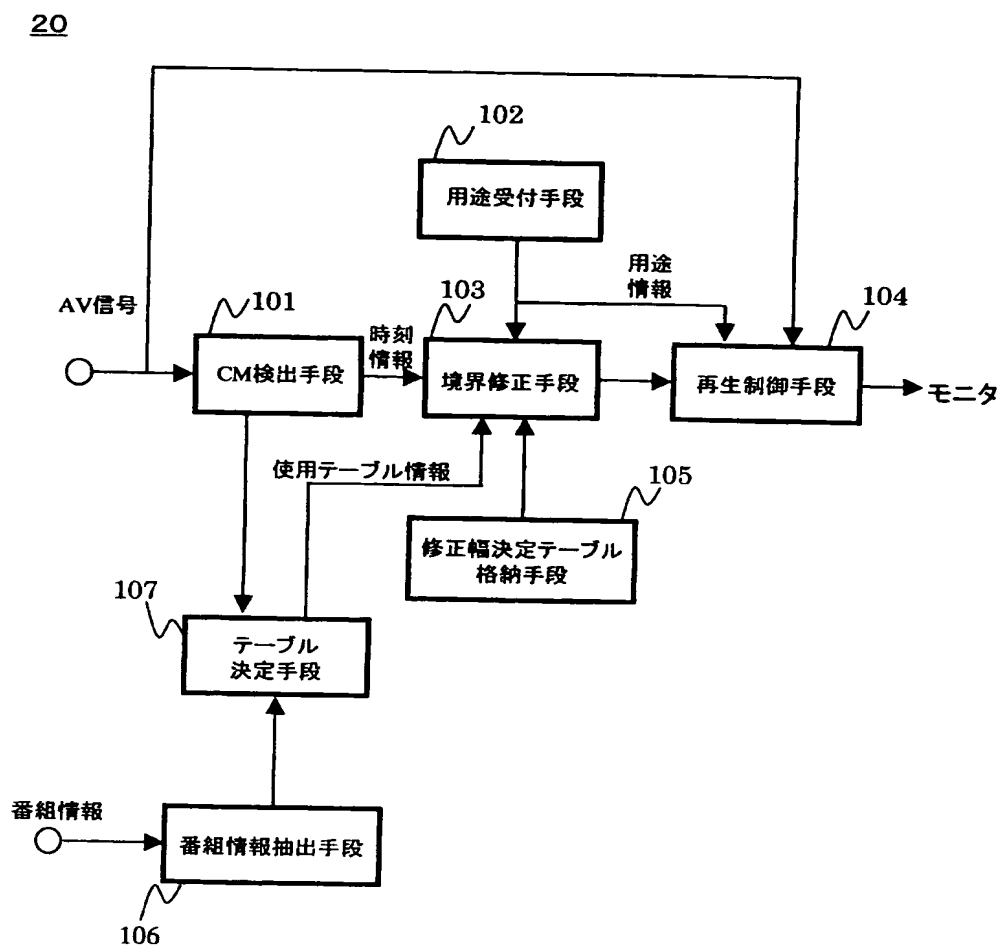 20
102
用途受付手段
用途
情報
AV信号
101
103
104
時刻
情報
CM検出手段
境界修正手段
再生制御手段
モニタ
使用テーブル情報
105
修正幅決定テーブル
格納手段
107
テーブル
決定手段
番組情報
番組情報抽出手段
106